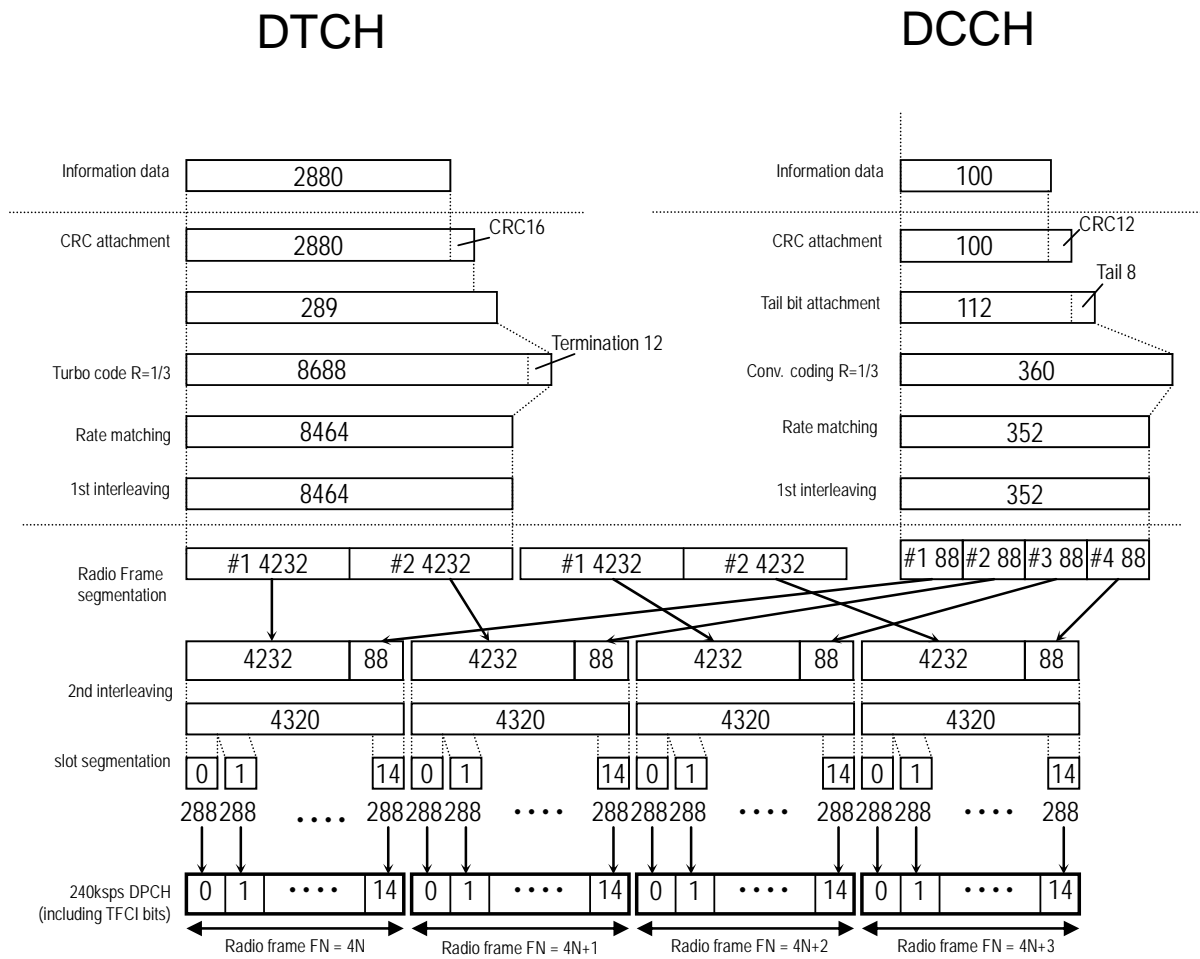 DTCH DCCH
Information data 2880 Information data 100
CRC attachment 2880 CRC16 CRC attachment 100 CRC12
289 Tail bit attachment 112 Tail 8
Turbo code R=1/3 8688 Termination 12 Conv. coding R=1/3 360
Rate matching 8464 Rate matching 352
1st interleaving 8464 1st interleaving 352
Radio Frame
segmentation
#1 4232 #2 4232 #1 4232 #2 4232 #1 88 #2 88 #3 88 #4 88
4232 88 4232 88 4232 88 4232 88
2nd interleaving
4320 4320 4320 4320
slot segmentation 0 1 14 0 1 14 0 1 14 0 1 14
288 288 •••• 288 288 288 •••• 288 288 288 •••• 288 288 288 •••• 288
240ksps DPCH
(including TFCI bits)
0 1 •••• 14 0 1 •••• 14 0 1 •••• 14 0 1 •••• 14
Radio frame FN = 4N Radio frame FN = 4N+1 Radio frame FN = 4N+2 Radio frame FN = 4N+3